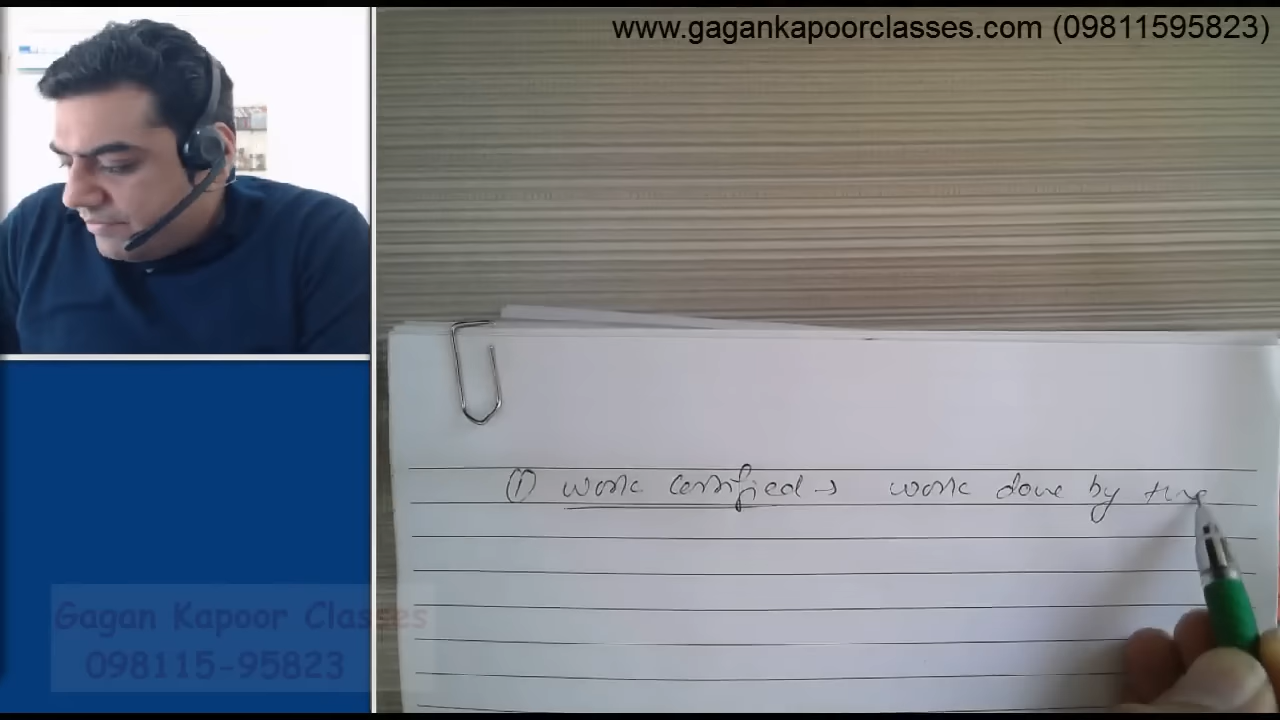 www.gagankapoorclasses.com (09811595823)
① Work certified → Work done by the
Gagan Kapoor Classes
098115-95823